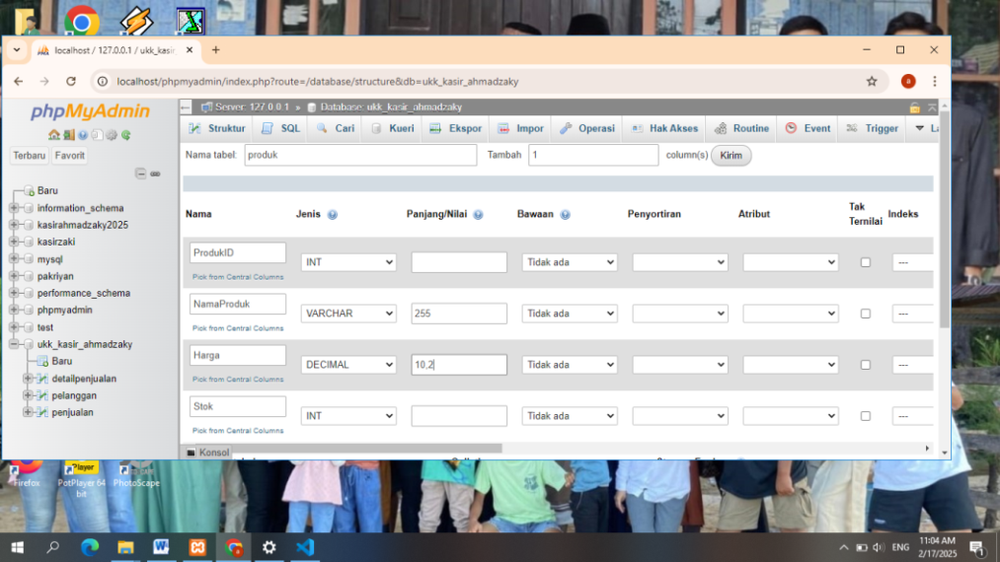 localhost / 127.0.0.1 / ukk_kasir
localhost/phpmyadmin/index.php?route=/database/structure&db=ukk_kasir_ahmadzaky
a
phpMyAdmin
Terbaru Favorit
Baru
information_schema
kasirahmadzaky2025
kasirzaki
mysql
pakriyan
performance_schema
phpmyadmin
test
ukk_kasir_ahmadzaky
Baru
detailpenjualan
pelanggan
penjualan
Server: 127.0.0.1 » Database: ukk_kasir_ahmadzaky
Struktur SQL Cari Kueri Ekspor Impor Operasi Hak Akses Routine Event Trigger
Nama tabel: produk Tambah 1 column(s) Kirim
Nama Jenis Panjang/Nilai Bawaan Penyortiran Atribut Tak Ternilai Indeks
ProdukID INT Tidak ada ---
Pick from Central Columns
NamaProduk VARCHAR 255 Tidak ada ---
Pick from Central Columns
Harga DECIMAL 10,2 Tidak ada ---
Pick from Central Columns
Stok INT Tidak ada ---
Pick from Central Columns
Konsol
Firefox
PotPlayer 64 bit
PhotoScape
ENG
11:04 AM
2/17/2025
1